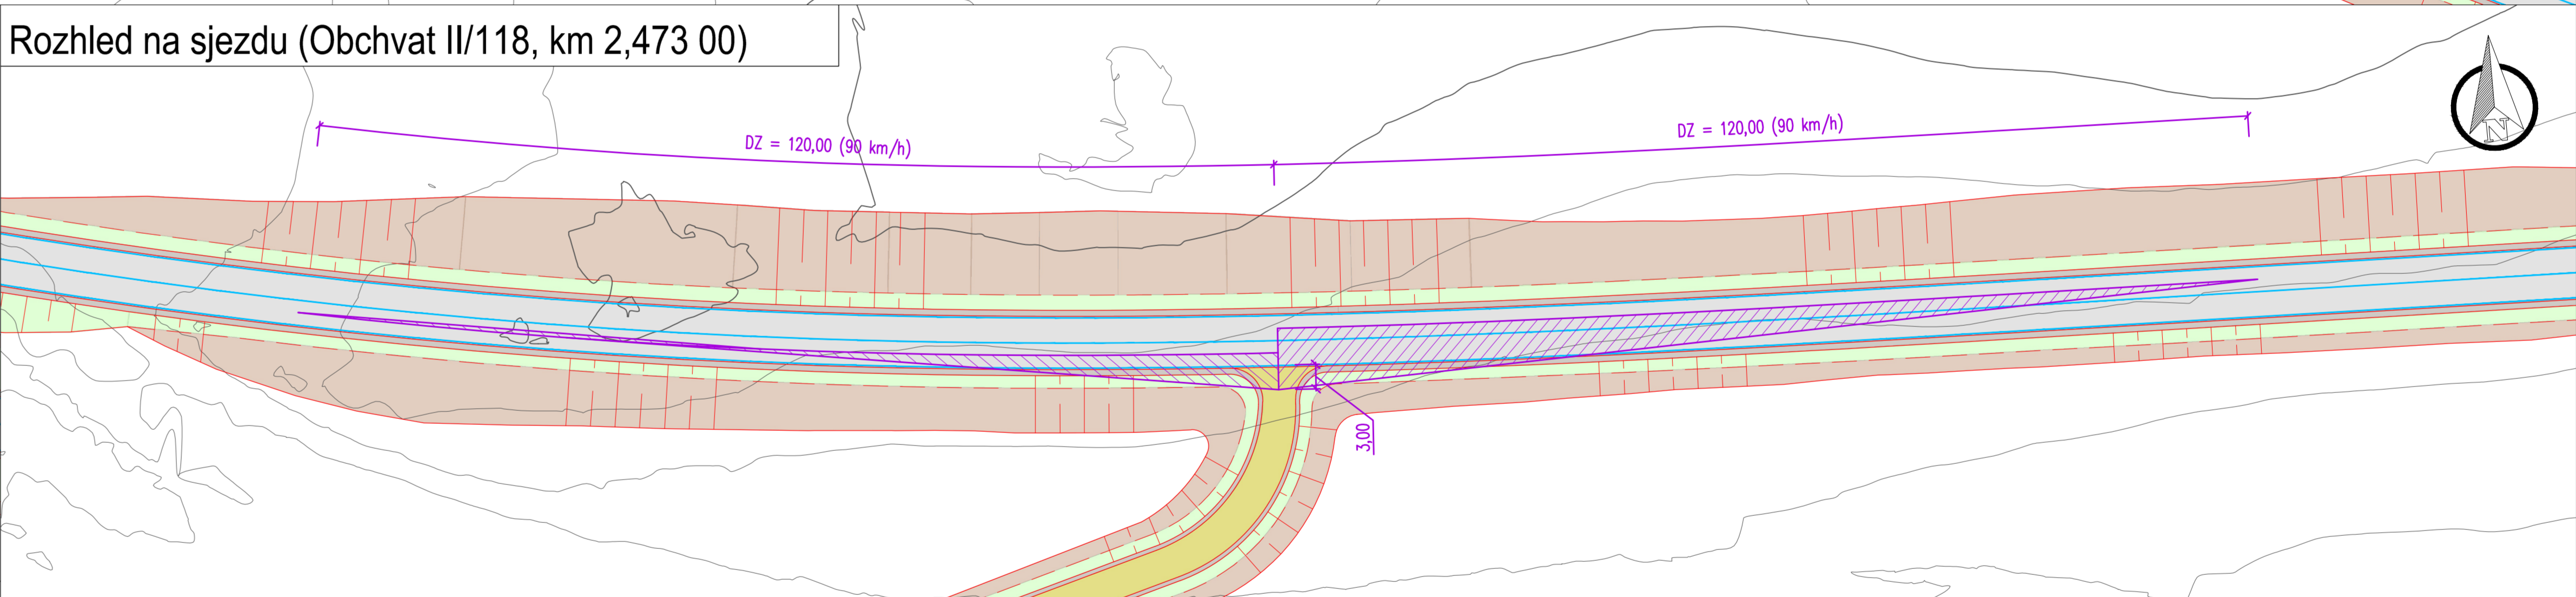 Rozhled na sjezdu (Obchvat II/118, km 2,473 00)
DZ = 120,00 (90 km/h)
DZ = 120,00 (90 km/h)
N
3,00